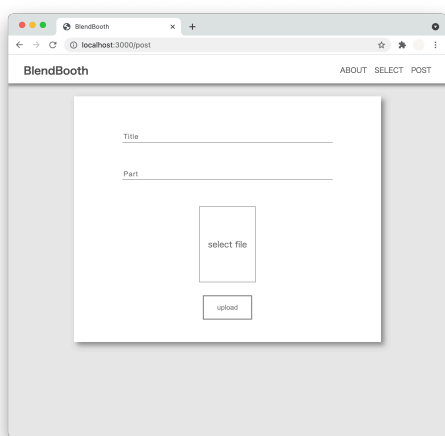 BlendBooth
localhost:3000/post
BlendBooth
ABOUT SELECT POST
Title
Part
select file
upload